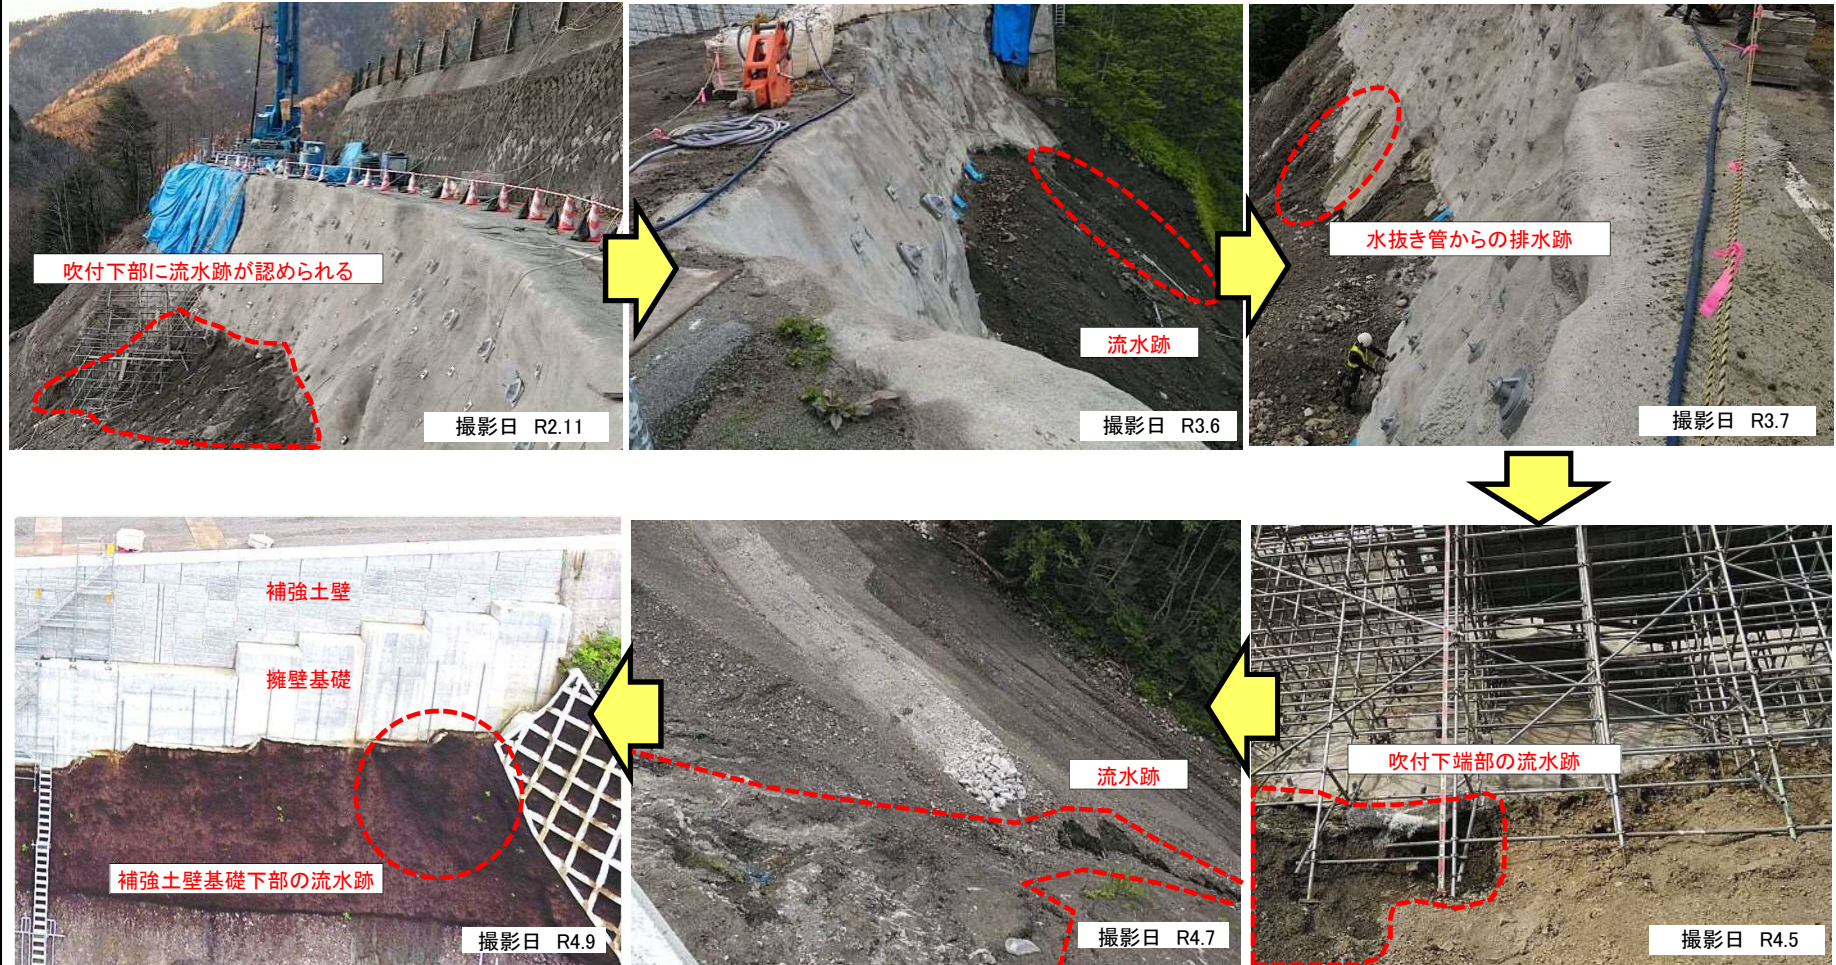 吹付下部に流水跡が認められる
撮影日 R2.11
流水跡
撮影日 R3.6
水抜き管からの排水跡
撮影日 R3.7
補強土壁
擁壁基礎
補強土壁基礎下部の流水跡
撮影日 R4.9
流水跡
撮影日 R4.7
吹付下端部の流水跡
撮影日 R4.5